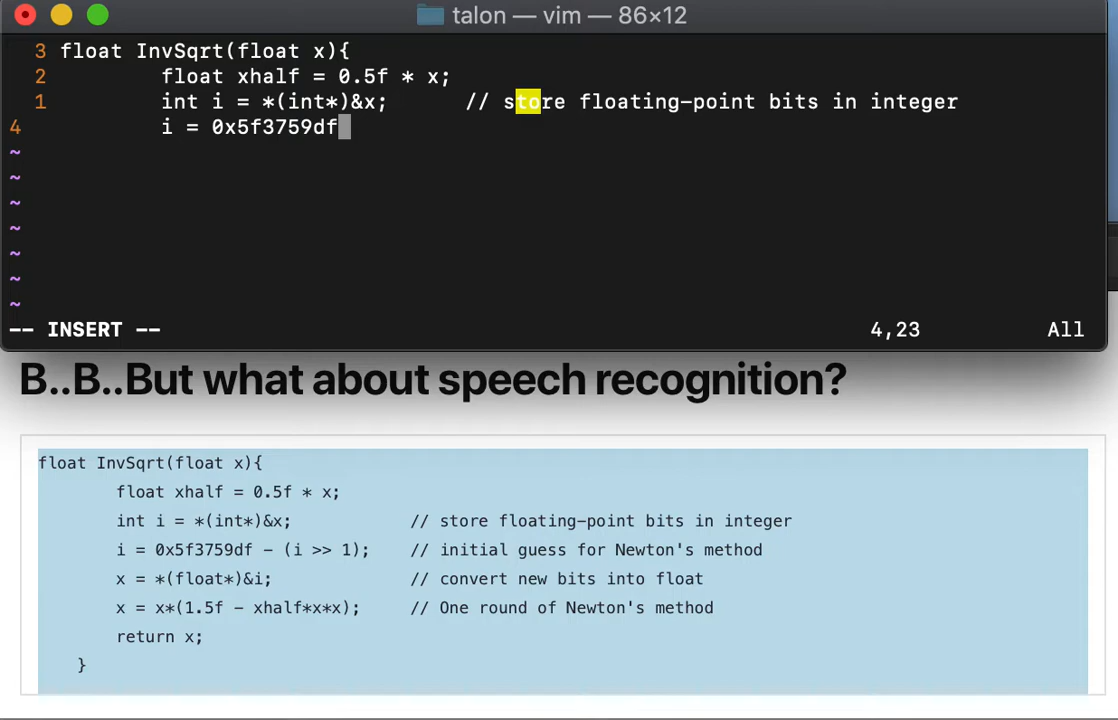 talon — vim — 86×12
3 float InvSqrt(float x){
2 float xhalf = 0.5f * x;
1 int i = *(int*)&x; // store floating-point bits in integer
4 i = 0x5f3759df
~
~
~
~
~
~
~
-- INSERT -- 4,23 All
B..B..But what about speech recognition?
float InvSqrt(float x){
float xhalf = 0.5f * x;
int i = *(int*)&x; // store floating-point bits in integer
i = 0x5f3759df - (i >> 1); // initial guess for Newton's method
x = *(float*)&i; // convert new bits into float
x = x*(1.5f - xhalf*x*x); // One round of Newton's method
return x;
}